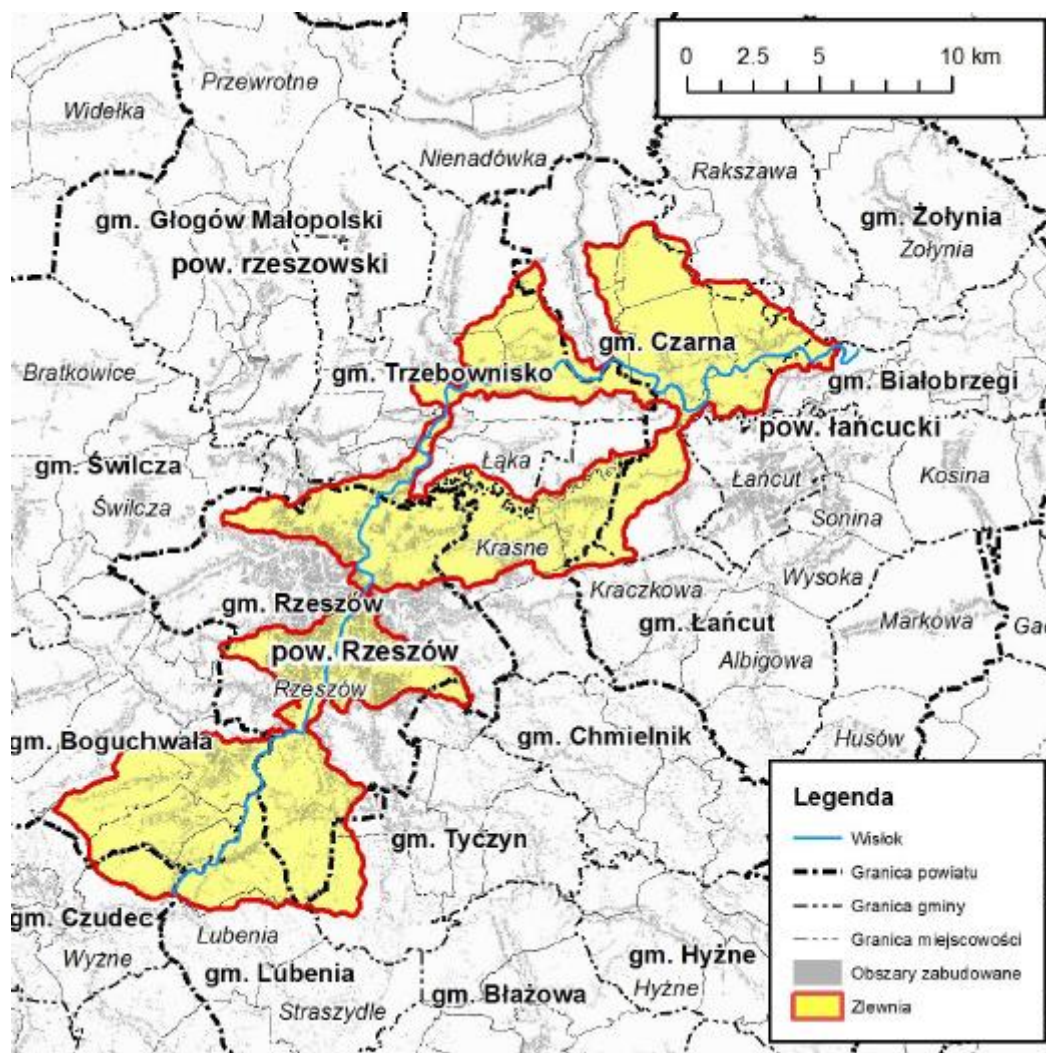 0 2.5 5 10 km
Przewrotne
Widełka
Nienadówka
Rakszawa
gm. Głogów Małopolski
gm. Żołynia
Żołynia
pow. rzeszowski
gm. Czarna
Bratkowice
gm. Trzebownisko
gm. Białobrzegi
pow. łańcucki
gm. Świlcza
Łąka
Łańcut
Kosina
Świlcza
Sonina
Krasne
Wysoka
Kraczkowa
gm. Rzeszów
gm. Łańcut
Markowa
pow. Rzeszów
Albigowa
Rzeszów
gm. Boguchwała
gm. Chmielnik
Husów
gm. Tyczyn
gm. Czudec
Lubenia
Wyżne
gm. Lubenia
gm. Hyżne
Hyżne
gm. Błażowa
Straszydle
Legenda
Wisłok
Granica powiatu
Granica gminy
Granica miejscowości
Obszary zabudowane
Zlewnia